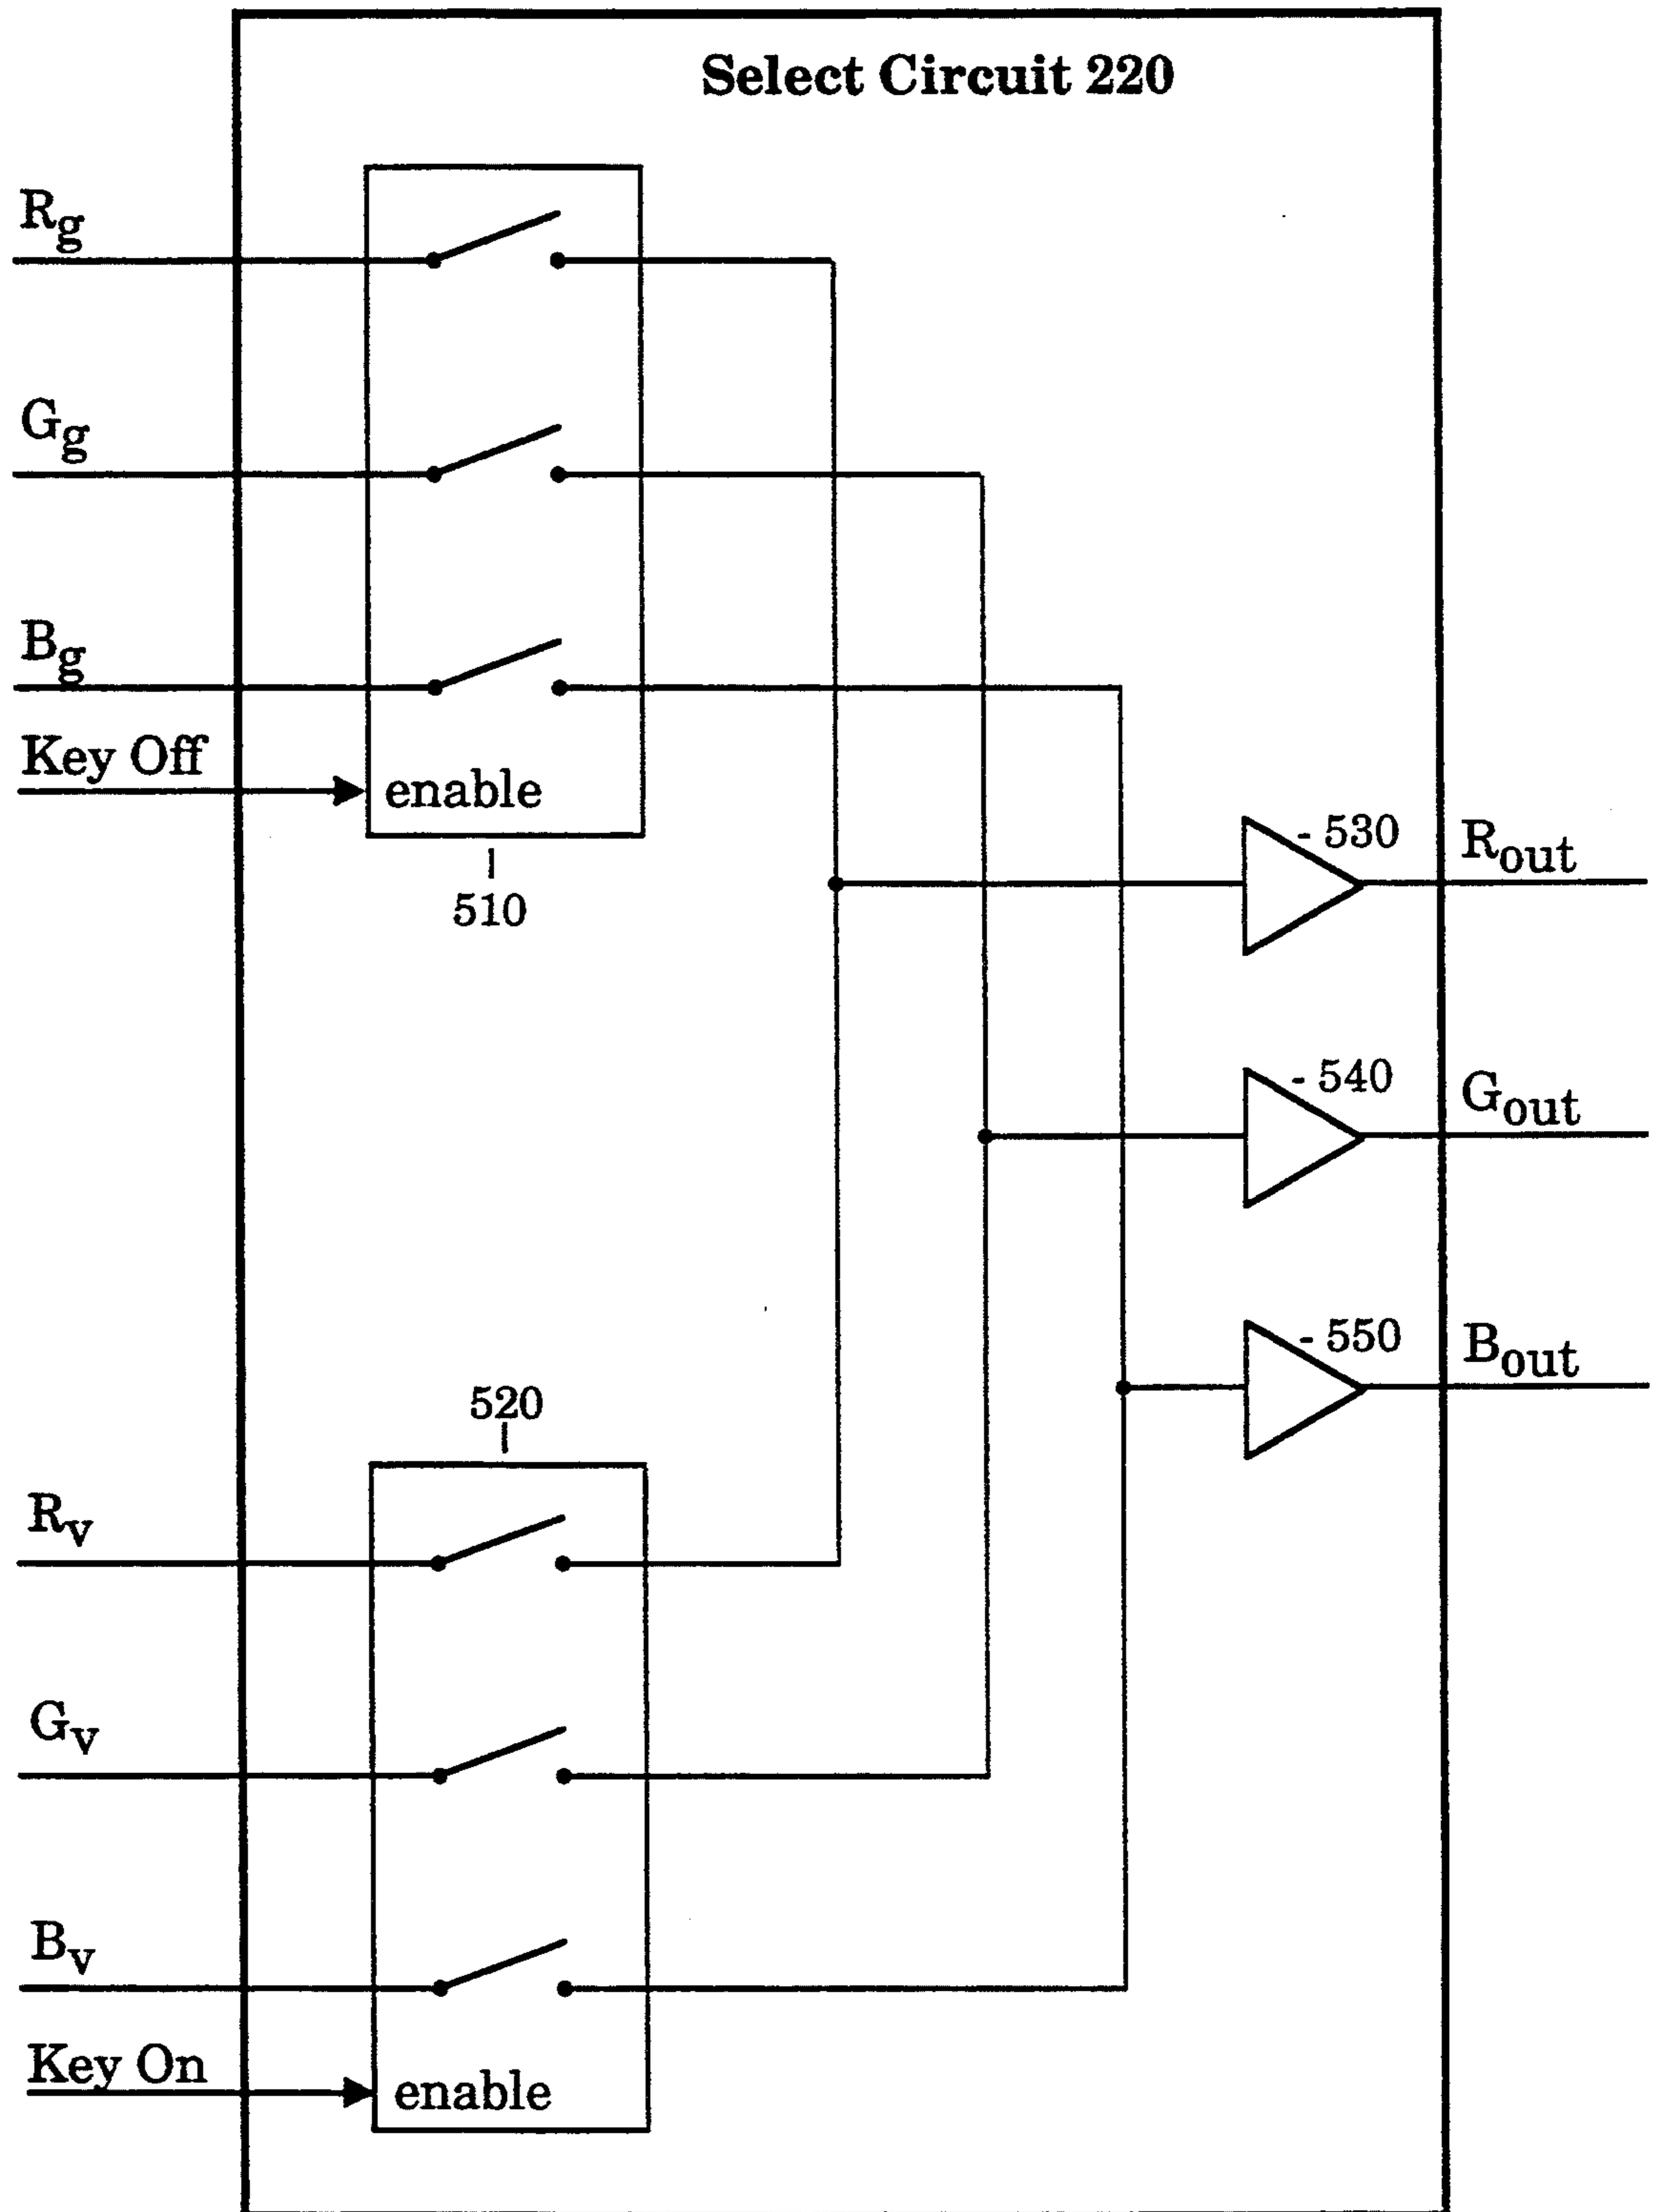 Select Circuit 220
Rg
Gg
Bg
Key Off
enable
510
- 530
Rout
- 540
Gout
- 550
Bout
520
Rv
Gv
Bv
Key On
enable